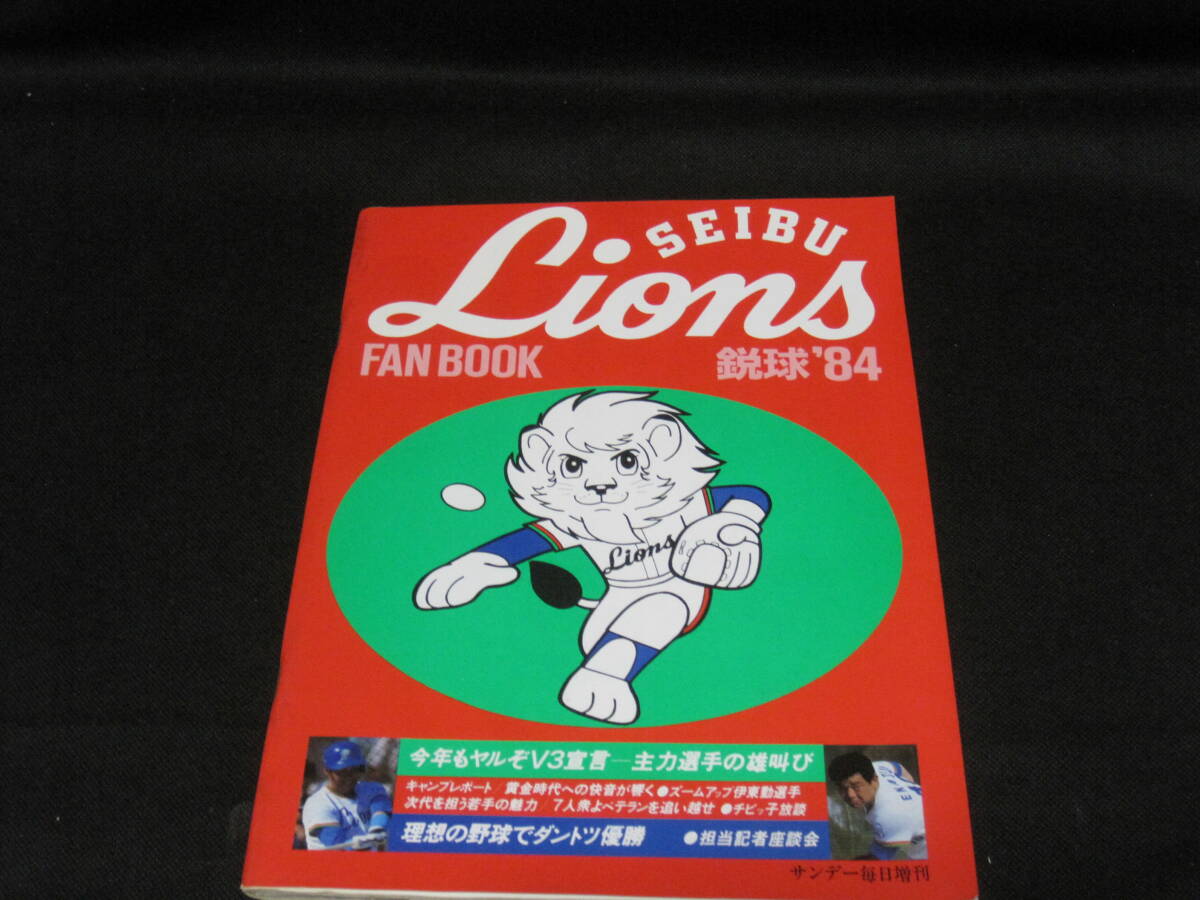 SEIBU
Lions
FAN BOOK 鋭球'84
Lions
今年もヤルぞV3宣言―主力選手の雄叫び
キャンプレポート/黄金時代への快音が響く●ズームアップ伊東勤選手
次代を担う若手の魅力/7人衆よベテランを追い越せ●チビッ子放談
理想の野球でダントツ優勝 ●担当記者座談会
ENATSU
サンデー毎日増刊